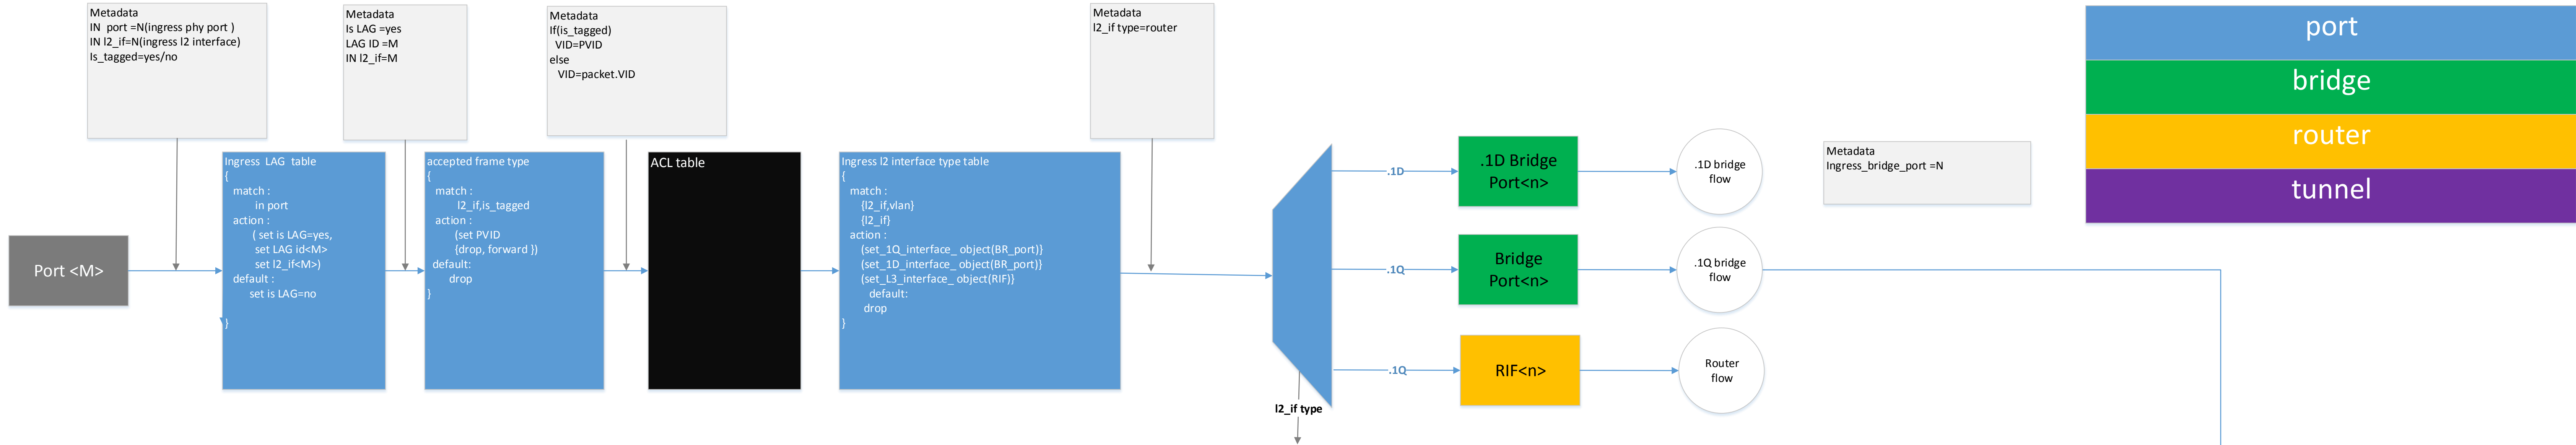 Metadata
IN  port =N(ingress phy port )
IN l2_if=N(ingress l2 interface)
Is_tagged=yes/no
Metadata
Is LAG =yes
LAG ID =M
IN l2_if=M
Metadata
If(is_tagged)
VID=PVID
else
VID=packet.VID
Metadata
l2_if type=router
port
bridge
router
tunnel
Port <M>
Ingress  LAG  table
{
match :
in port
action :
( set is LAG=yes,
set LAG id<M>
set l2_if<M>)
default :
set is LAG=no
}
accepted frame type
{
match :
l2_if,is_tagged
action :
(set PVID
{drop, forward })
default:
drop
}
ACL table
Ingress l2 interface type table
{
match :
{l2_if,vlan}
{l2_if}
action :
(set_1Q_interface_ object(BR_port)}
(set_1D_interface_ object(BR_port)}
(set_L3_interface_ object(RIF)}
default:
drop
}
l2_if type
.1D
.1D Bridge
Port<n>
.1D bridge
flow
.1Q
Bridge
Port<n>
.1Q bridge
flow
.1Q
RIF<n>
Router
flow
Metadata
Ingress_bridge_port =N